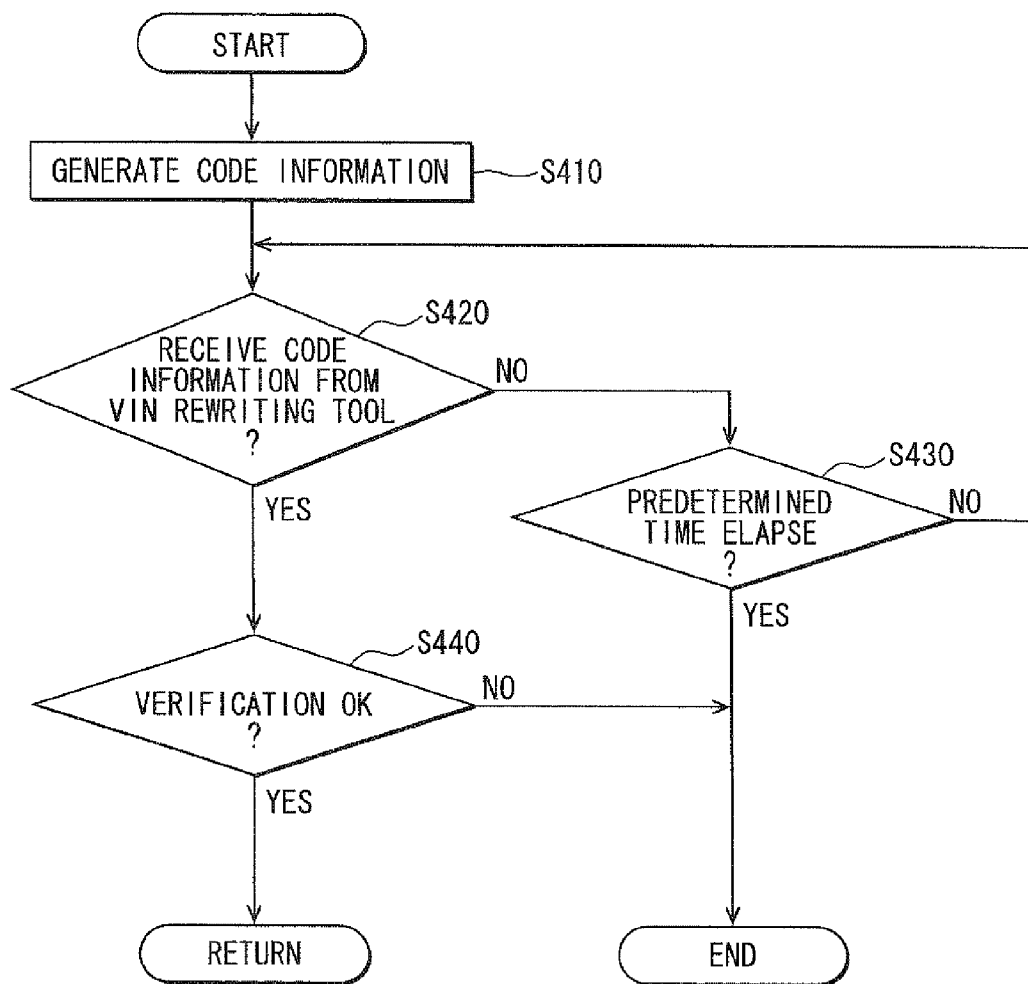 START
GENERATE CODE INFORMATION
S410
S420
RECEIVE CODE
INFORMATION FROM
VIN REWRITING TOOL
?
NO
YES
S430
PREDETERMINED
TIME ELAPSE
?
NO
YES
S440
VERIFICATION OK
?
NO
YES
RETURN
END